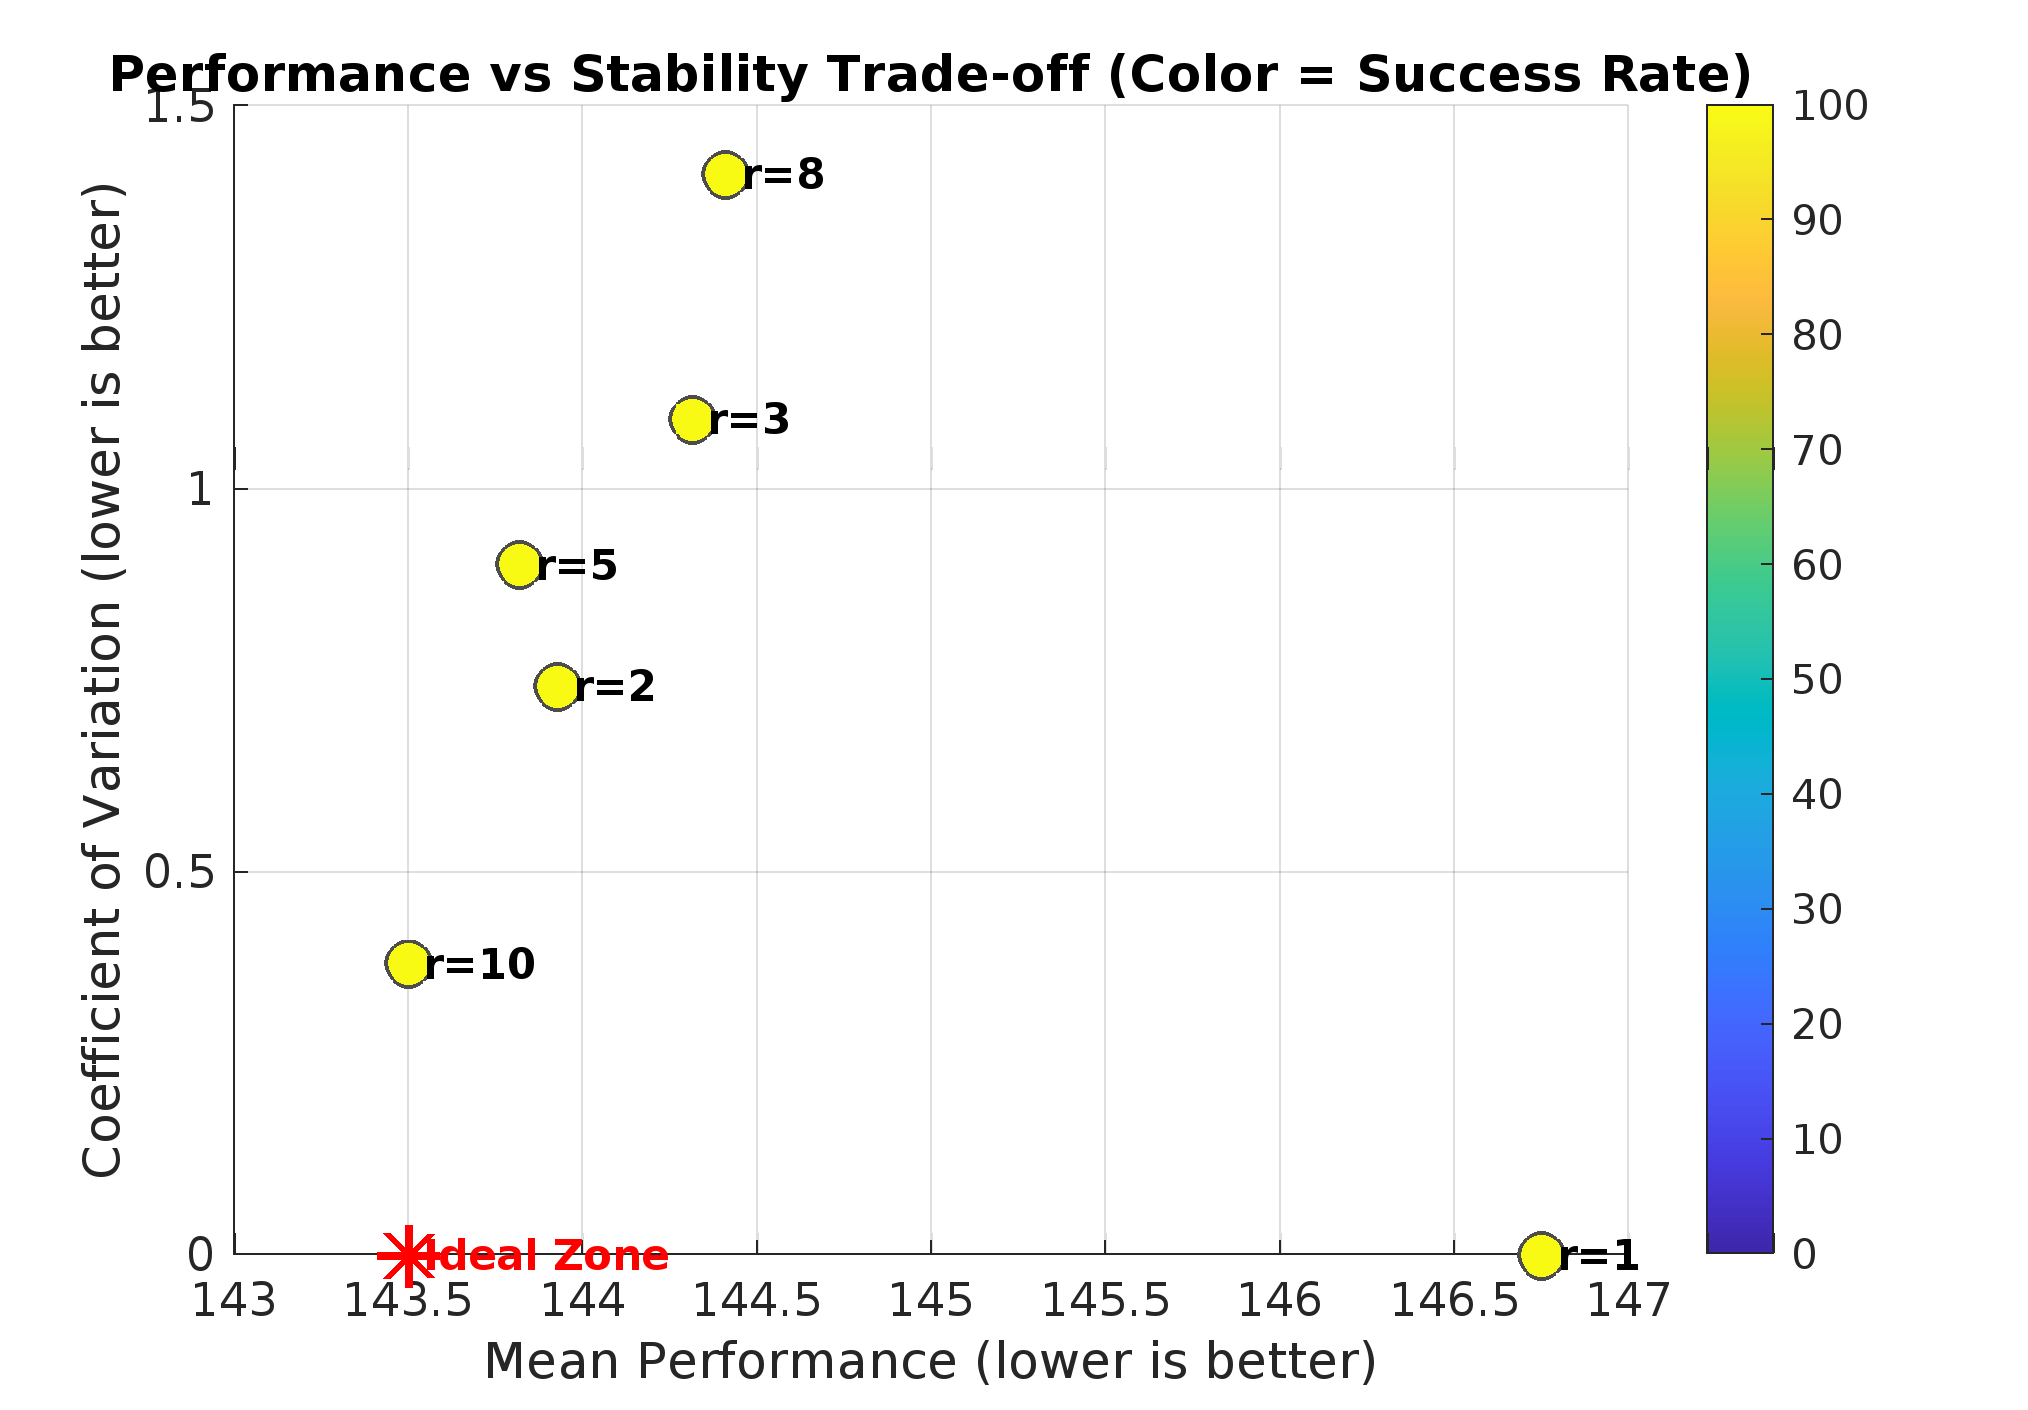 Performance vs Stability Trade-off (Color = Success Rate)
Coefficient of Variation (lower is better)
1.5
1
0.5
0
r=8
r=3
r=5
r=2
r=10
Ideal Zone
r=1
143 143.5 144 144.5 145 145.5 146 146.5 147
Mean Performance (lower is better)
100
90
80
70
60
50
40
30
20
10
0